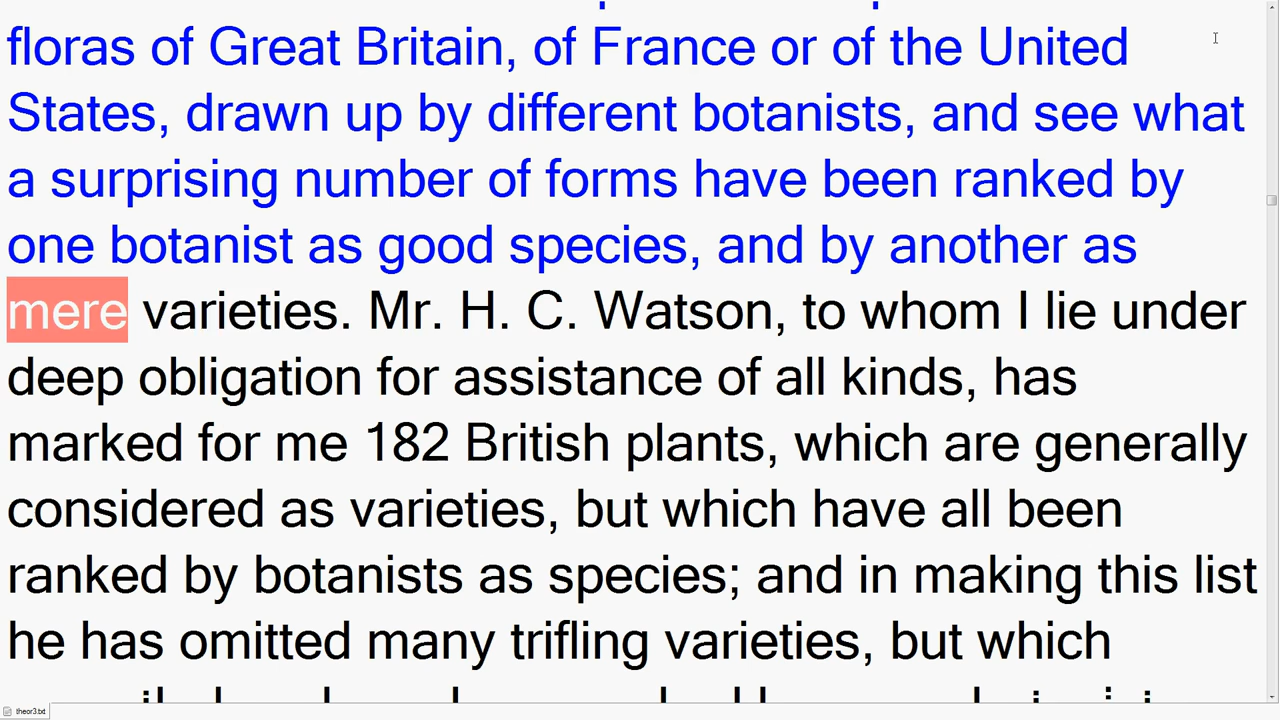 floras of Great Britain, of France or of the United
States, drawn up by different botanists, and see what
a surprising number of forms have been ranked by
one botanist as good species, and by another as
mere varieties. Mr. H. C. Watson, to whom I lie under
deep obligation for assistance of all kinds, has
marked for me 182 British plants, which are generally
considered as varieties, but which have all been
ranked by botanists as species; and in making this list
he has omitted many trifling varieties, but which
theor3.txt